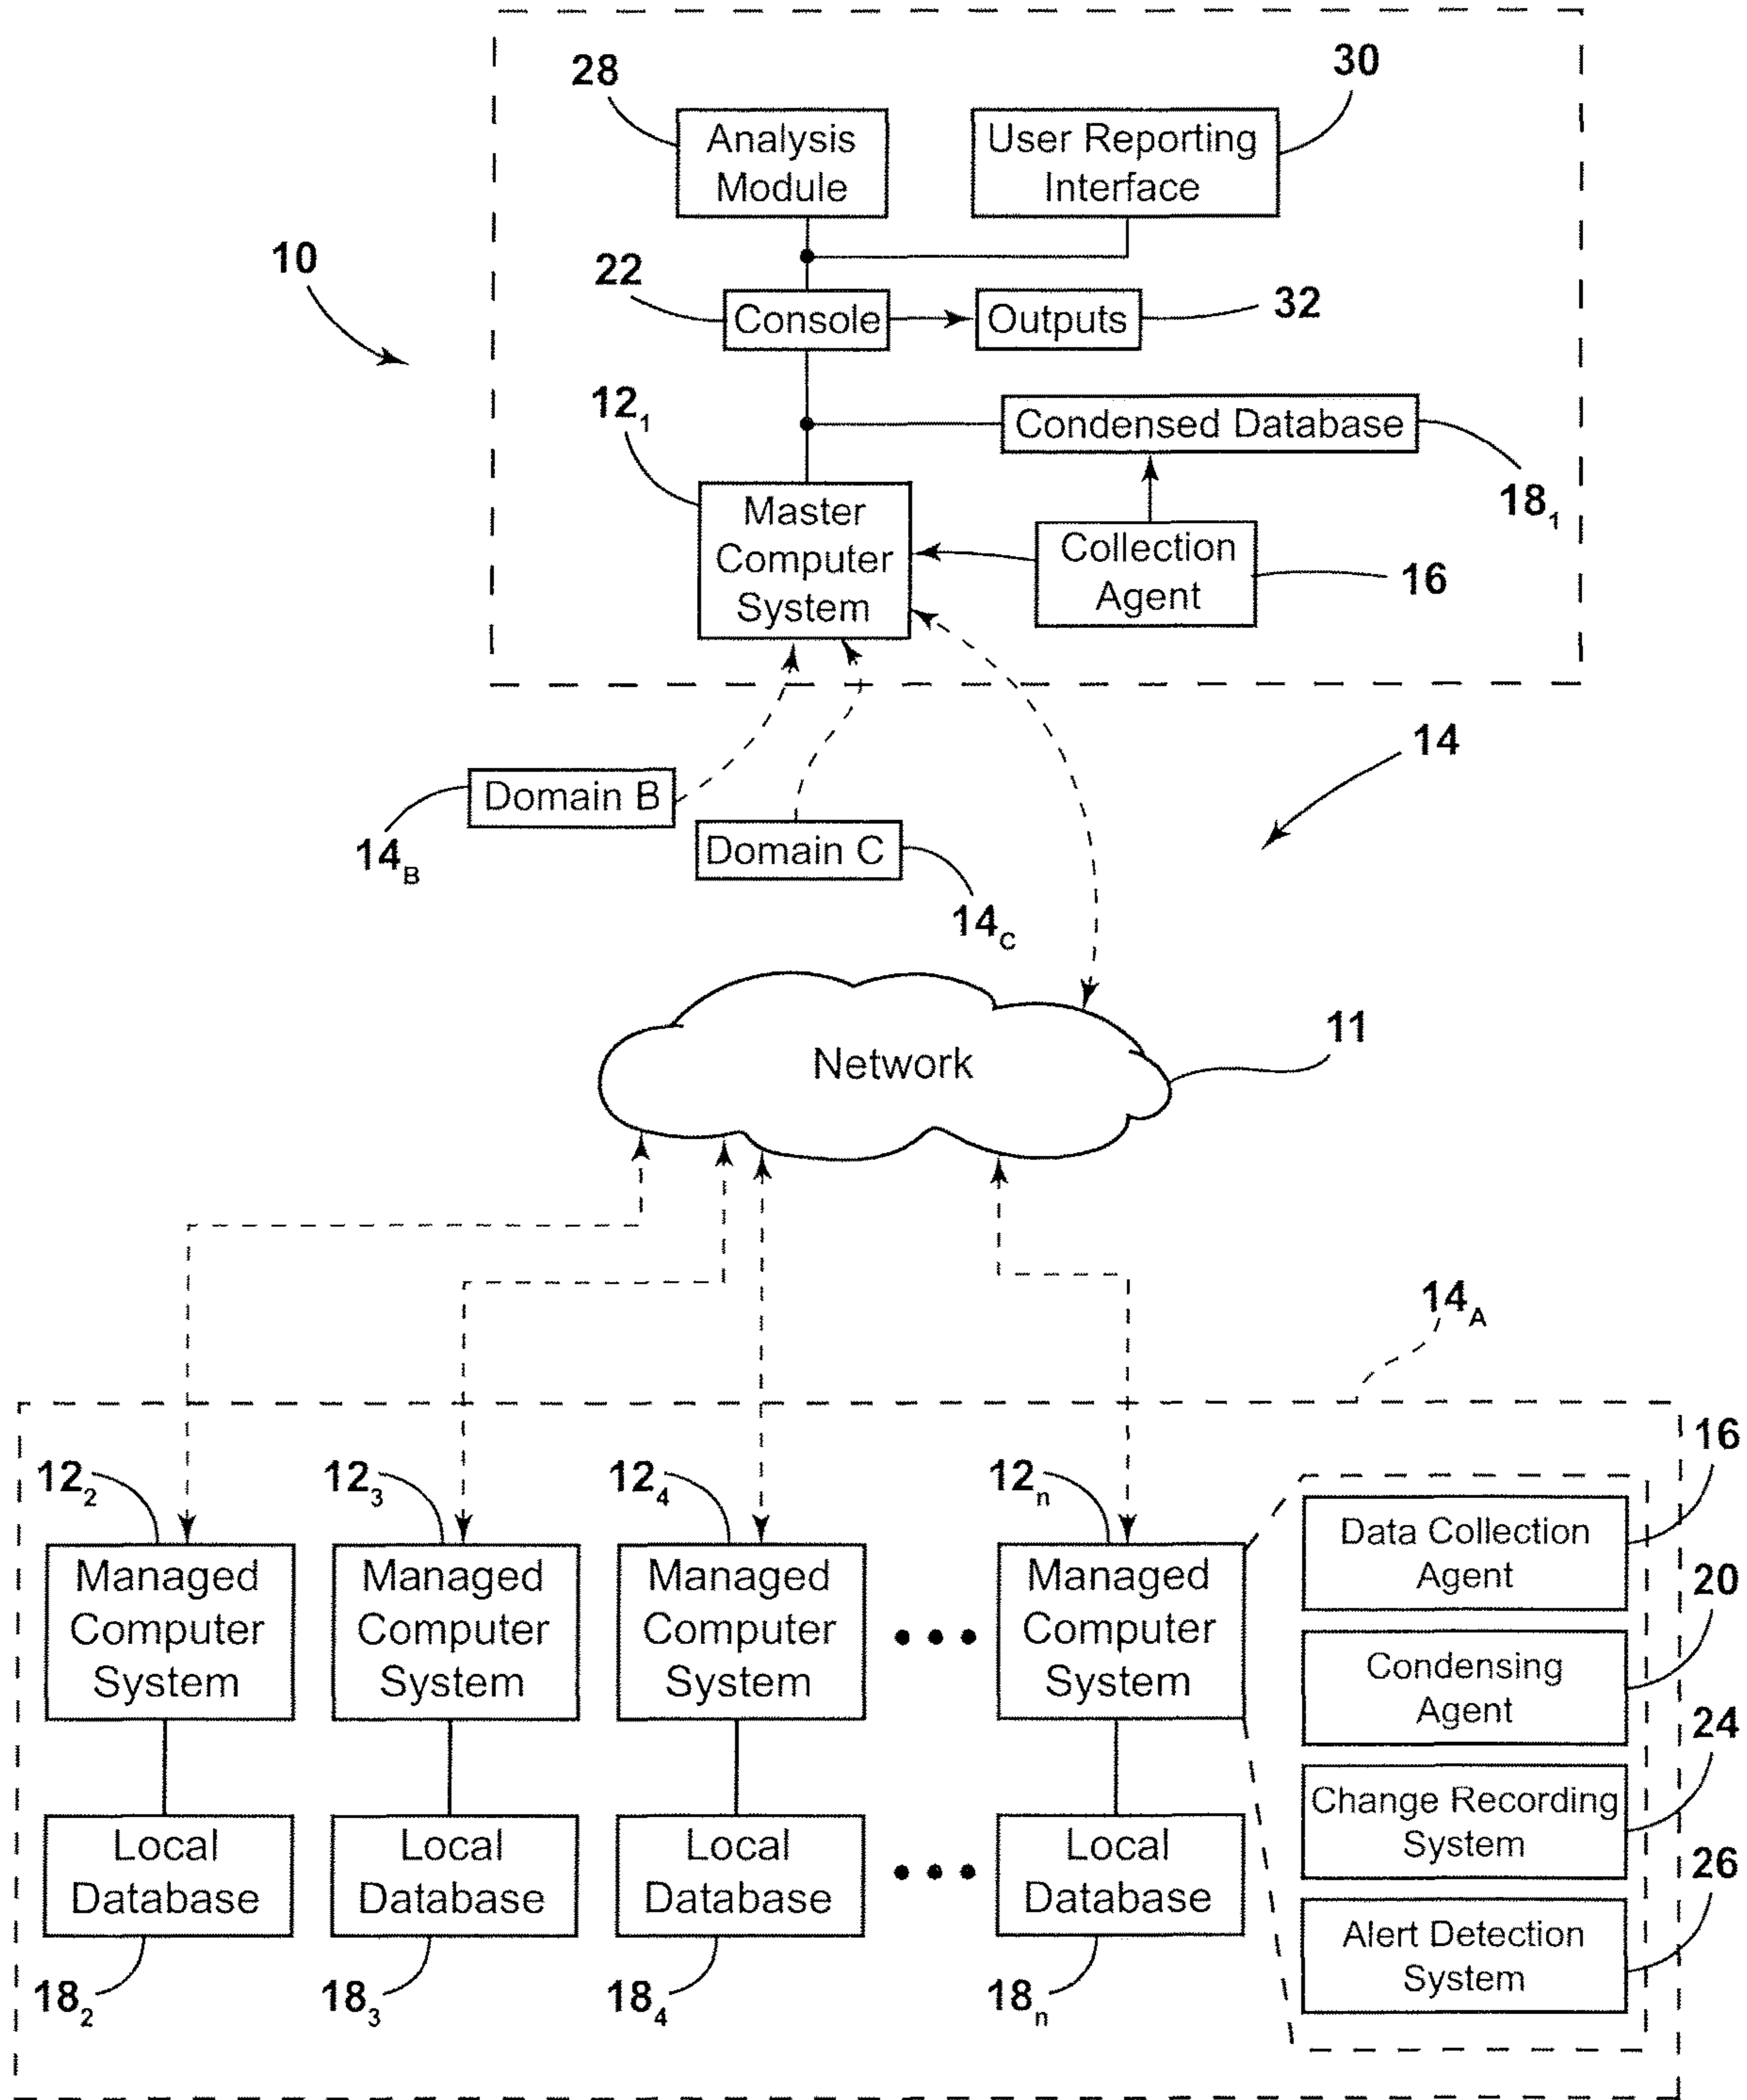 28
30
Analysis
Module
User Reporting
Interface
10
22
Console
Outputs
32
12₁
Condensed Database
18₁
Master
Computer
System
Collection
Agent
16
14
Domain B
14_B
Domain C
14_C
Network
11
14_A
16
12₂
12₃
12₄
12ₙ
Managed
Computer
System
Managed
Computer
System
Managed
Computer
System
Managed
Computer
System
Data Collection
Agent
20
Condensing
Agent
24
Change Recording
System
26
Alert Detection
System
Local
Database
Local
Database
Local
Database
Local
Database
18₂
18₃
18₄
18ₙ